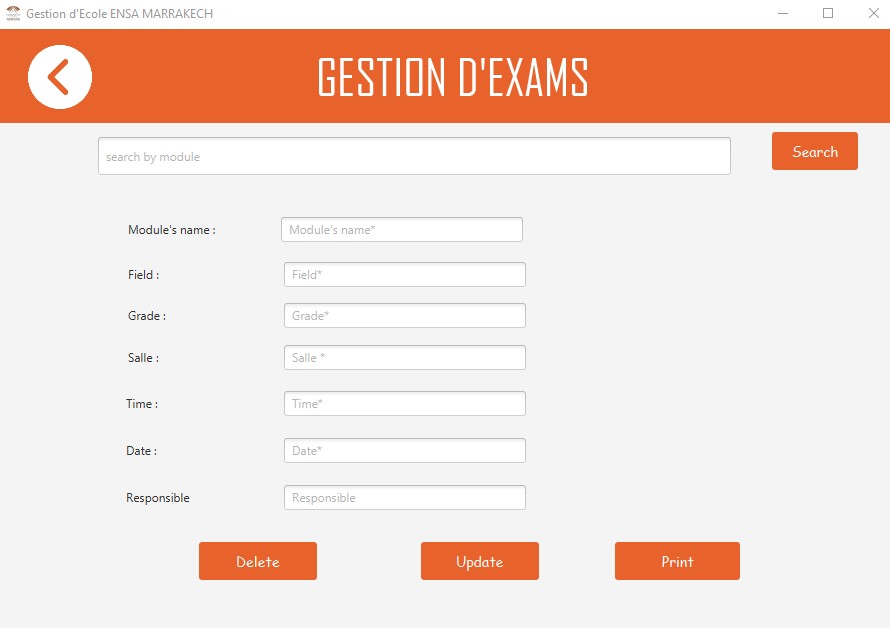 Gestion d'Ecole ENSA MARRAKECH
GESTION D'EXAMS
search by module
Search
Module's name :
Module's name*
Field :
Field*
Grade :
Grade*
Salle :
Salle *
Time :
Time*
Date :
Date*
Responsible
Responsible
Delete
Update
Print